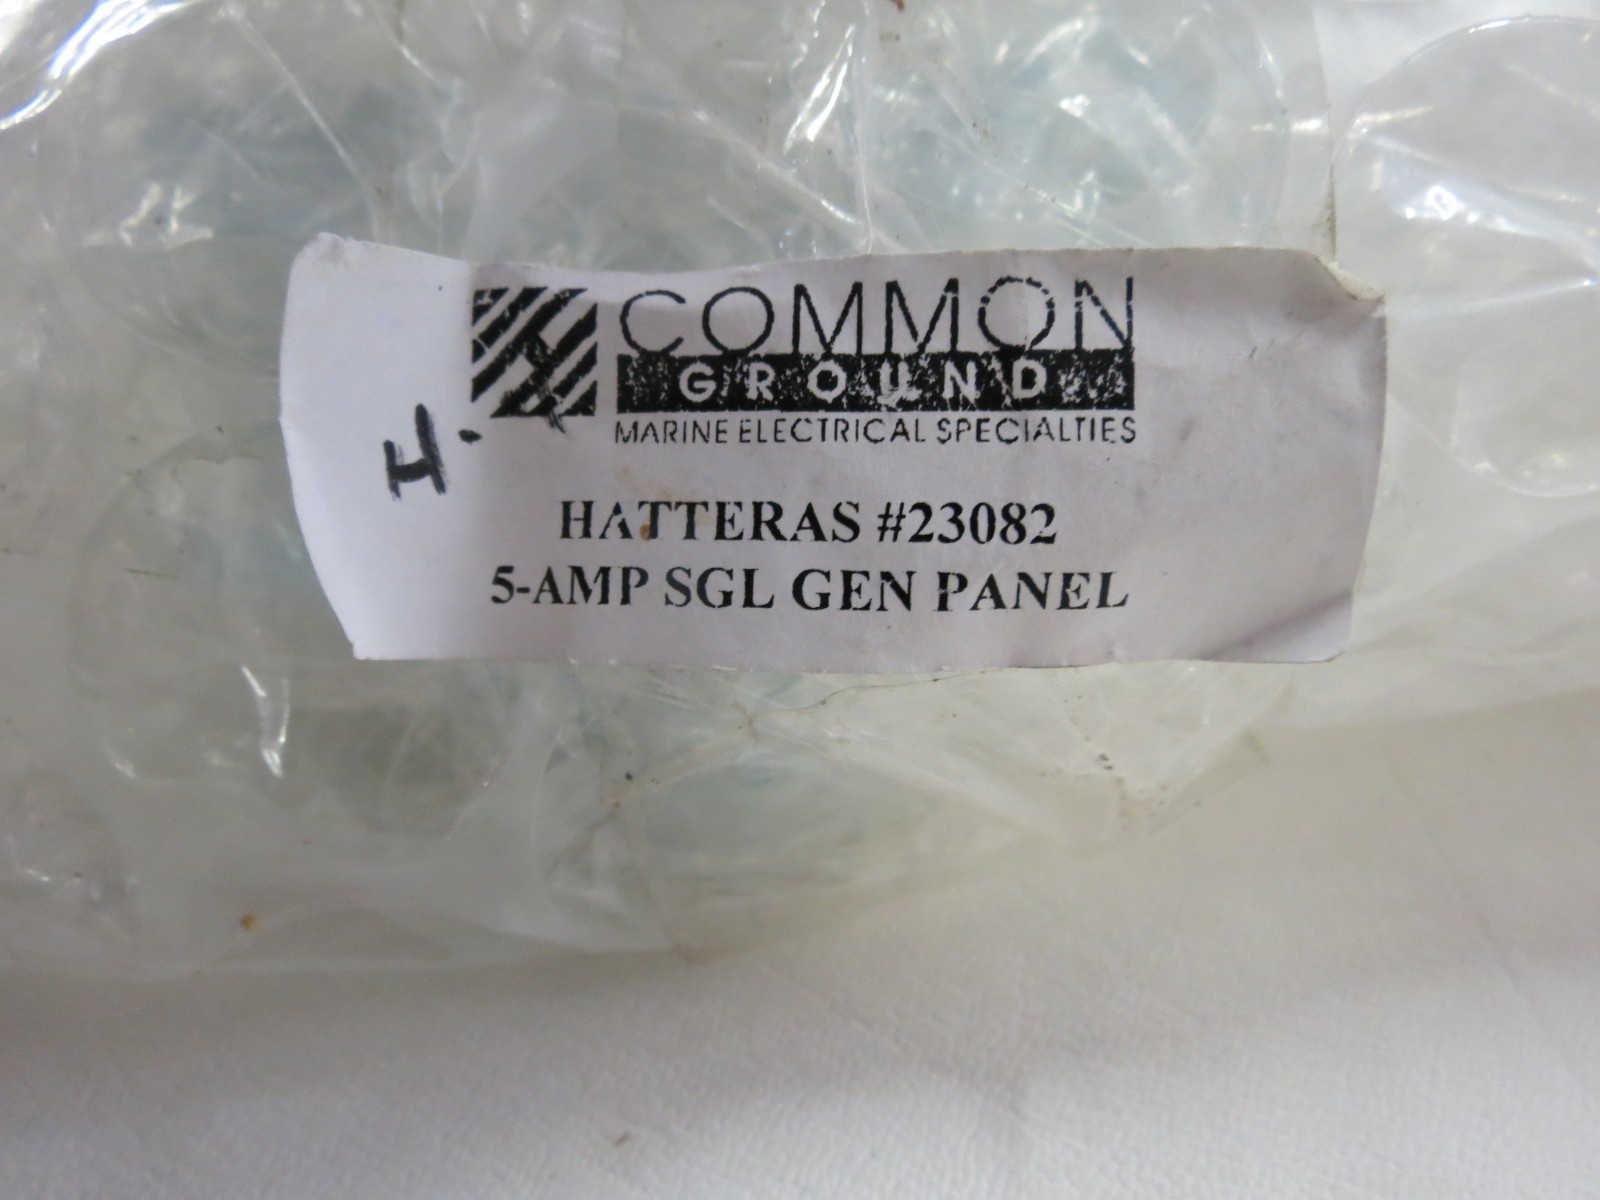 COMMON
GROUND
MARINE ELECTRICAL SPECIALTIES
H.
HATTERAS #23082
5-AMP SGL GEN PANEL